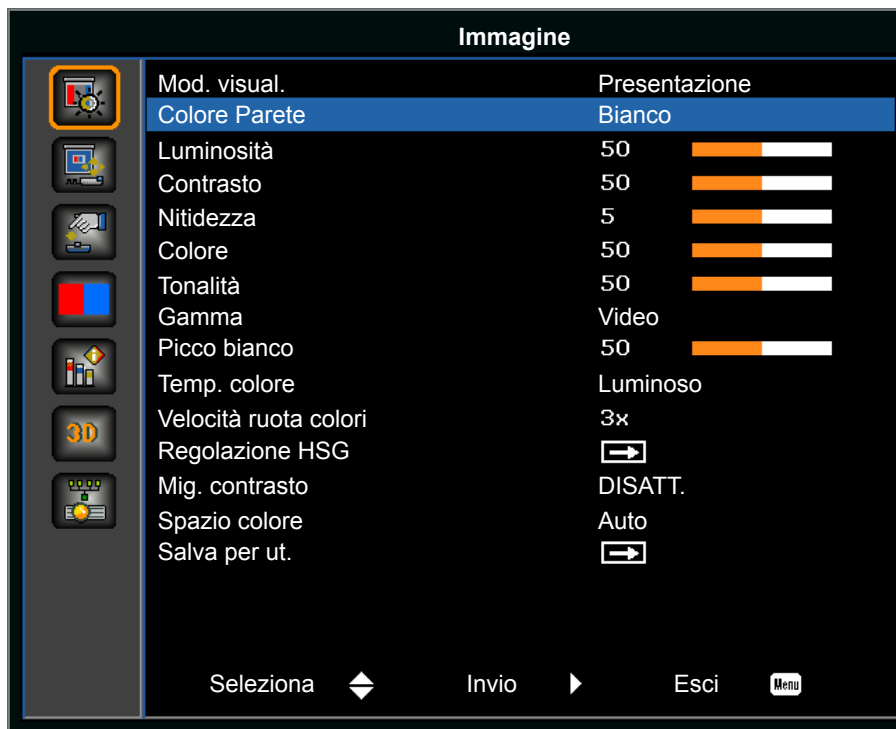 Immagine
Mod. visual. Presentazione
Colore Parete Bianco
Luminosità 50
Contrasto 50
Nitidezza 5
Colore 50
Tonalità 50
Gamma Video
Picco bianco 50
Temp. colore Luminoso
Velocità ruota colori 3x
Regolazione HSG
3D
Mig. contrasto DISATT.
Spazio colore Auto
Salva per ut.
Seleziona Invio Esci Menu